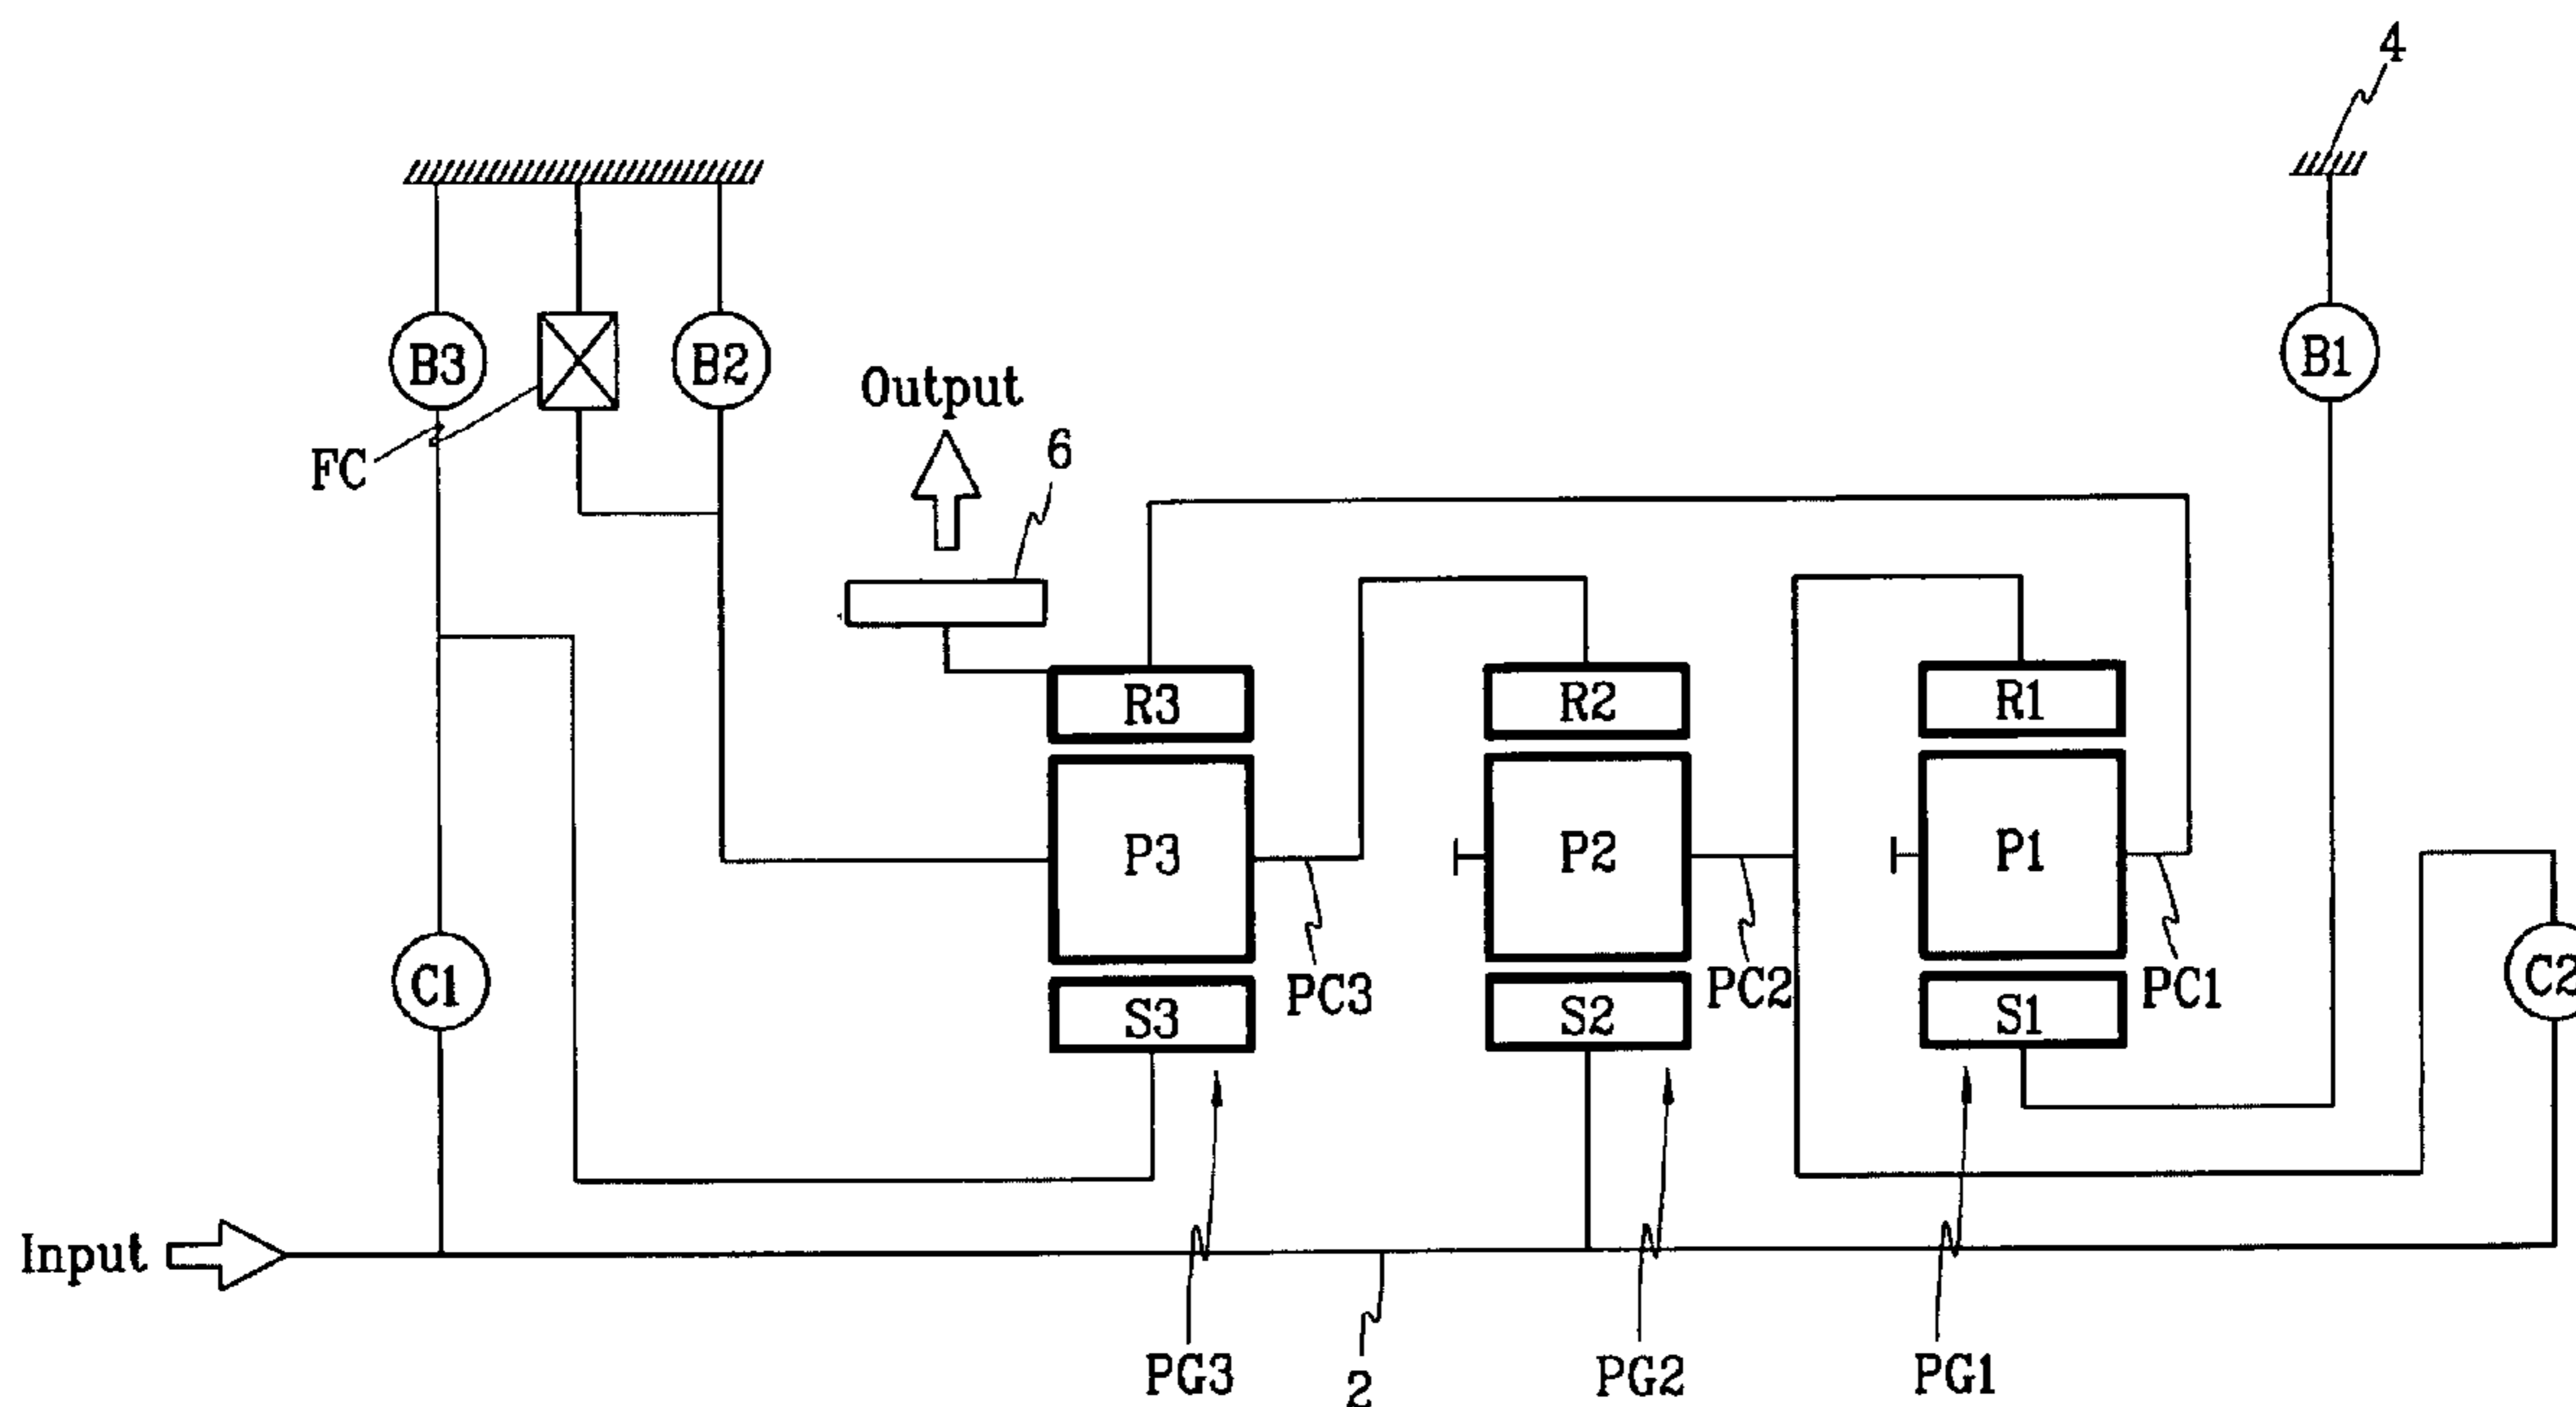 4
B3
B2
B1
Output
FC
6
R3
R2
R1
P3
P2
P1
C1
PC3
PC2
PC1
C2
S3
S2
S1
Input
PG3
2
PG2
PG1